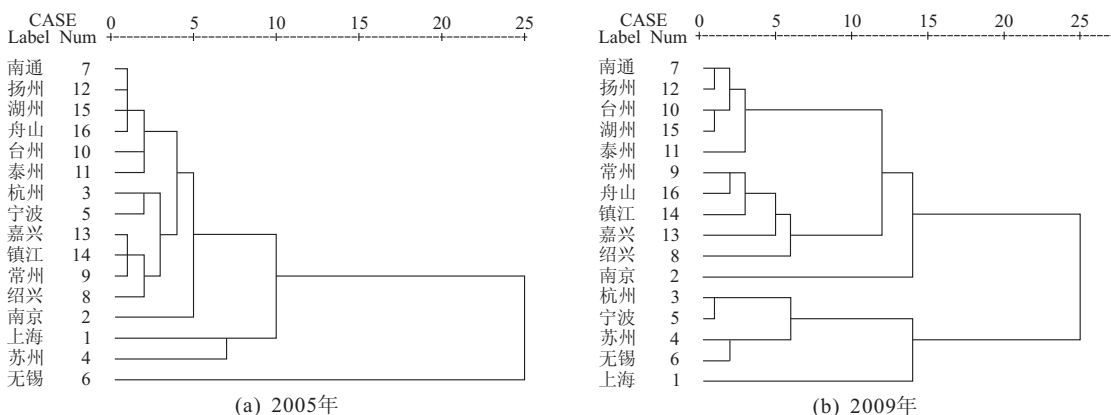 CASE 0 5 10 15 20 25
Label Num
南通 7
扬州 12
湖州 15
舟山 16
台州 10
泰州 11
杭州 3
宁波 5
嘉兴 13
镇江 14
常州 9
绍兴 8
南京 2
上海 1
苏州 4
无锡 6
(a) 2005年
CASE 0 5 10 15 20 25
Label Num
南通 7
扬州 12
台州 10
湖州 15
泰州 11
常州 9
舟山 16
镇江 14
嘉兴 13
绍兴 8
南京 2
杭州 3
宁波 5
苏州 4
无锡 6
上海 1
(b) 2009年